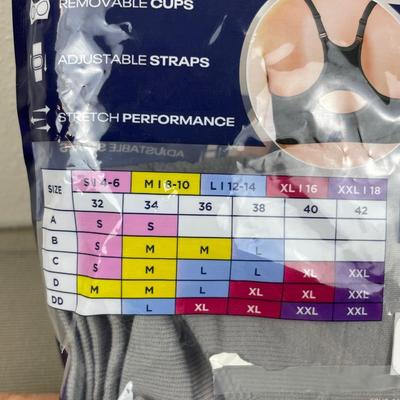 REMOVABLE CUPS
ADJUSTABLE STRAPS
STRETCH PERFORMANCE
SIZE S | 4-6 M | 8-10 L | 12-14 XL | 16 XXL | 18
32 34 36 38 40 42
A S S
B S M M L
C S M L L XL XXL
D M M L XL XL XXL
DD L XL XL XXL XXL